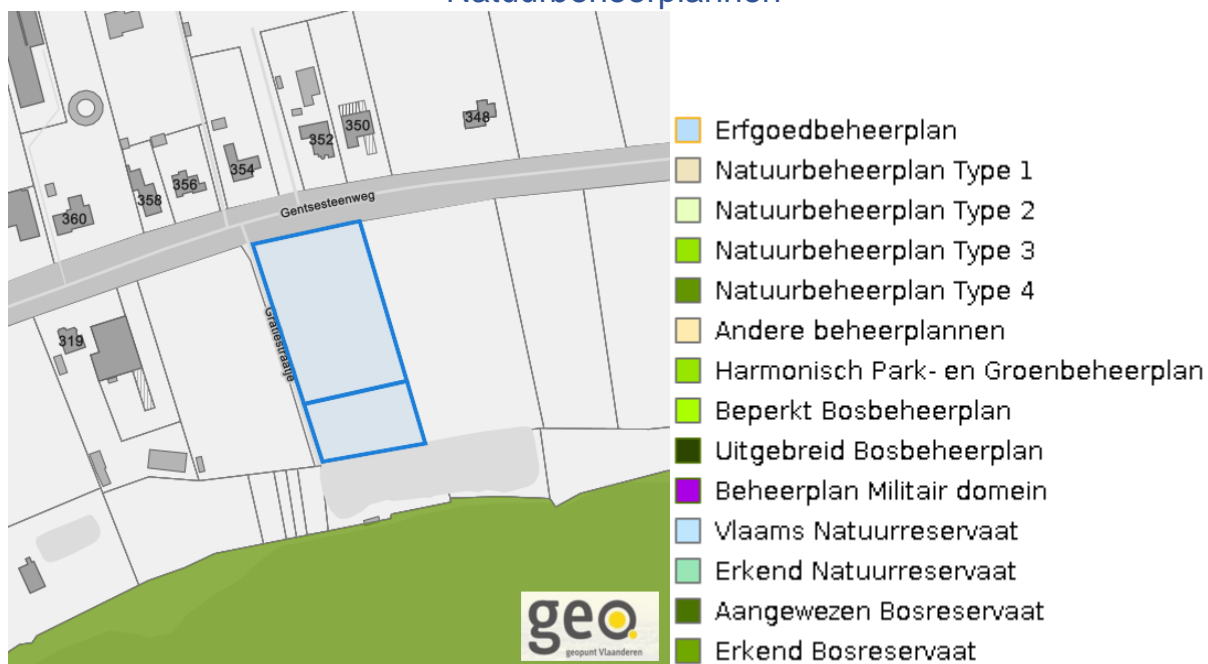 Natuurbeheerplannen
348
350
352
354
356
358
360
Gentsesteenweg
Gratiestraatje
319
geo
geopunt Vlaanderen
Erfgoedbeheerplan
Natuurbeheerplan Type 1
Natuurbeheerplan Type 2
Natuurbeheerplan Type 3
Natuurbeheerplan Type 4
Andere beheerplannen
Harmonisch Park- en Groenbeheerplan
Beperkt Bosbeheerplan
Uitgebreid Bosbeheerplan
Beheerplan Militair domein
Vlaams Natuurreservaat
Erkend Natuurreservaat
Aangewezen Bosreservaat
Erkend Bosreservaat